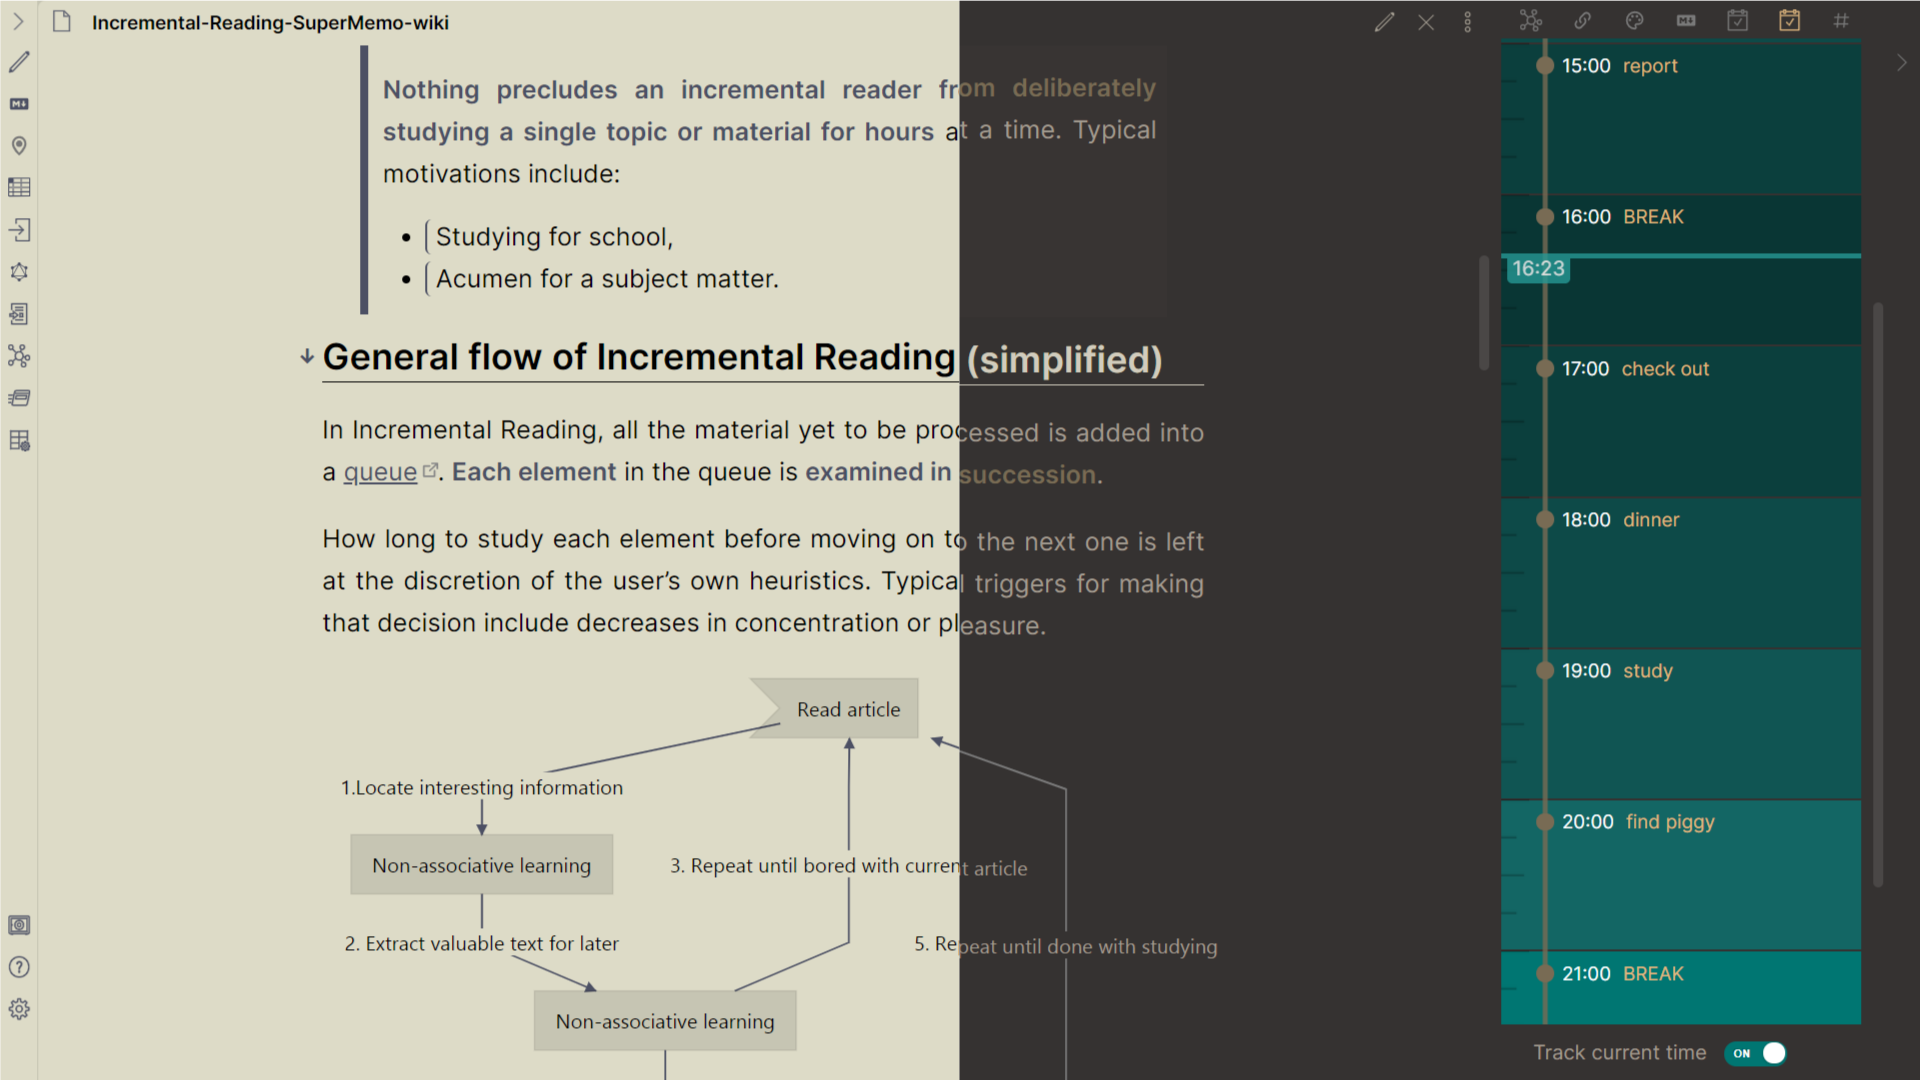 Incremental-Reading-SuperMemo-wiki
Nothing precludes an incremental reader from deliberately
studying a single topic or material for hours at a time. Typical
motivations include:
• Studying for school,
• Acumen for a subject matter.
General flow of Incremental Reading (simplified)
In Incremental Reading, all the material yet to be processed is added into
a queue. Each element in the queue is examined in succession.
How long to study each element before moving on to the next one is left
at the discretion of the user’s own heuristics. Typical triggers for making
that decision include decreases in concentration or pleasure.
Read article
1.Locate interesting information
Non-associative learning
3. Repeat until bored with current article
2. Extract valuable text for later
5. Repeat until done with studying
Non-associative learning
15:00 report
16:00 BREAK
16:23
17:00 check out
18:00 dinner
19:00 study
20:00 find piggy
21:00 BREAK
Track current time ON